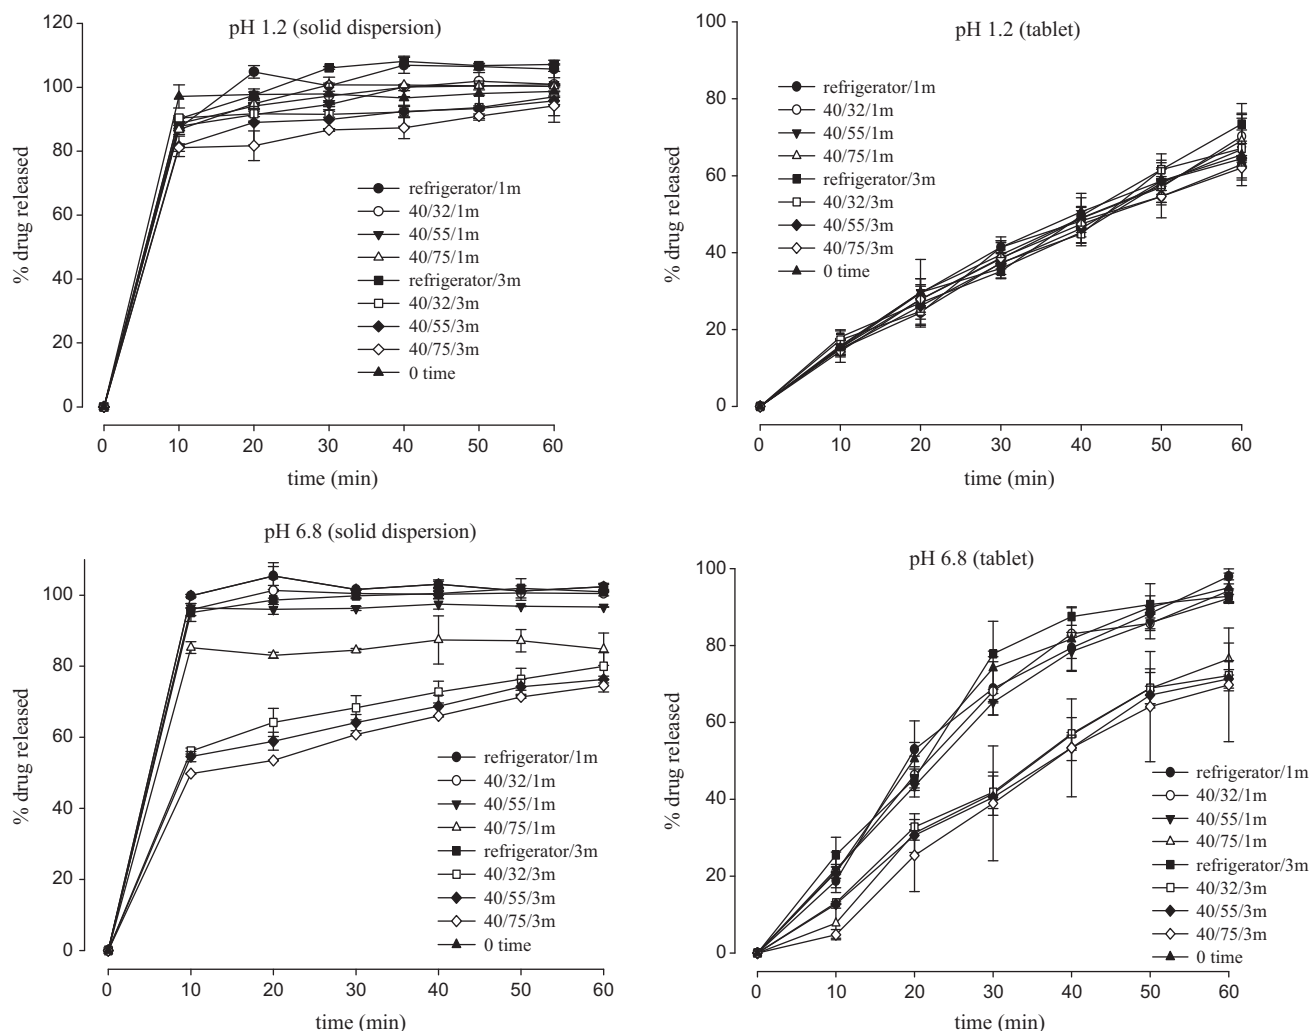 pH 1.2 (solid dispersion)
% drug released
120
100
80
60
40
20
0
refrigerator/1m
40/32/1m
40/55/1m
40/75/1m
refrigerator/3m
40/32/3m
40/55/3m
40/75/3m
0 time
0 10 20 30 40 50 60
time (min)
pH 1.2 (tablet)
% drug released
100
80
60
40
20
0
refrigerator/1m
40/32/1m
40/55/1m
40/75/1m
refrigerator/3m
40/32/3m
40/55/3m
40/75/3m
0 time
0 10 20 30 40 50 60
time (min)
pH 6.8 (solid dispersion)
% drug released
100
80
60
40
20
0
refrigerator/1m
40/32/1m
40/55/1m
40/75/1m
refrigerator/3m
40/32/3m
40/55/3m
40/75/3m
0 time
0 10 20 30 40 50 60
time (min)
pH 6.8 (tablet)
% drug released
100
80
60
40
20
0
refrigerator/1m
40/32/1m
40/55/1m
40/75/1m
refrigerator/3m
40/32/3m
40/55/3m
40/75/3m
0 time
0 10 20 30 40 50 60
time (min)